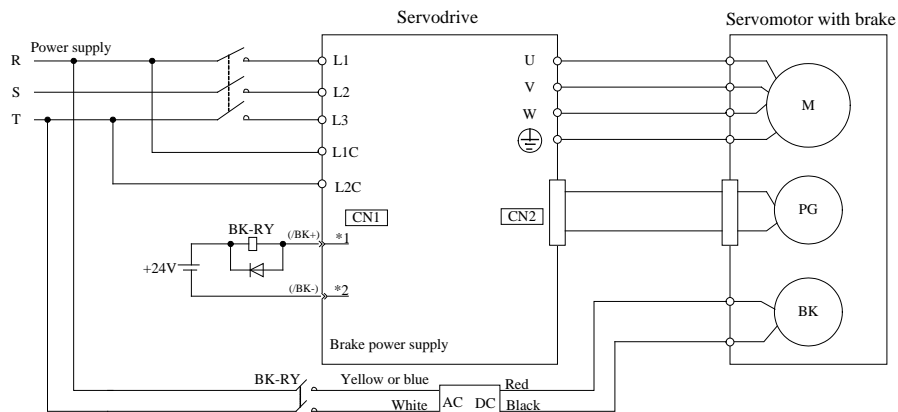 Servodrive
Servomotor with brake
Power supply
R
S
T
L1
L2
L3
L1C
L2C
U
V
W
M
CN1
CN2
PG
BK-RY
(/BK+)
*1
+24V
(/BK-)
*2
BK
Brake power supply
BK-RY
Yellow or blue
White
AC
DC
Red
Black